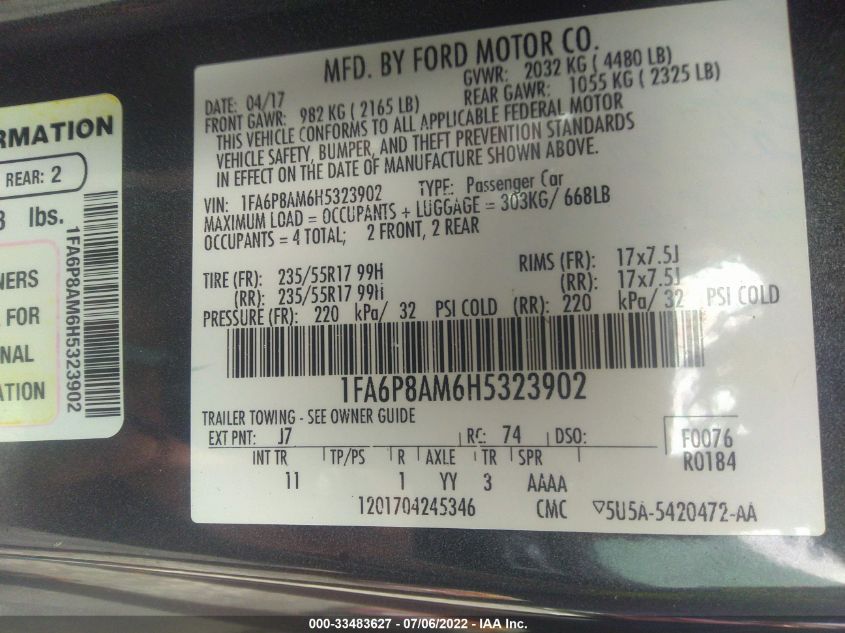 RMATION
REAR: 2
lbs.
NERS
FOR
NAL
ATION
1FA6P8AM6H5323902
MFD. BY FORD MOTOR CO.
DATE: 04/17 GVWR: 2032 KG ( 4480 LB)
FRONT GAWR: 982 KG ( 2165 LB) REAR GAWR: 1055 KG ( 2325 LB)
THIS VEHICLE CONFORMS TO ALL APPLICABLE FEDERAL MOTOR
VEHICLE SAFETY, BUMPER, AND THEFT PREVENTION STANDARDS
IN EFFECT ON THE DATE OF MANUFACTURE SHOWN ABOVE.
VIN: 1FA6P8AM6H5323902 TYPE: Passenger Car
MAXIMUM LOAD = OCCUPANTS + LUGGAGE = 303KG/ 668LB
OCCUPANTS = 4 TOTAL; 2 FRONT, 2 REAR
TIRE (FR): 235/55R17 99H RIMS (FR): 17x7.5J
(RR): 235/55R17 99H (RR): 17x7.5J
PRESSURE (FR): 220 kPa/ 32 PSI COLD (RR): 220 kPa/ 32 PSI COLD
1FA6P8AM6H5323902
TRAILER TOWING - SEE OWNER GUIDE
EXT PNT: J7 RC: 74 DSO: F0076
INT TR TP/PS R AXLE TR SPR R0184
11 1 YY 3 AAAA
1201704245346 CMC ▽5U5A-5420472-AA
000-33483627 - 07/06/2022 - IAA Inc.